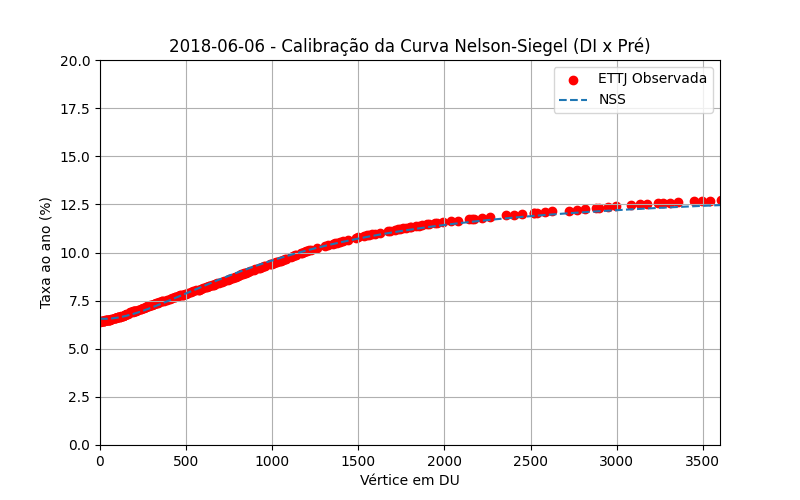 2018-06-06 - Calibração da Curva Nelson-Siegel (DI x Pré)
20.0
17.5
15.0
12.5
10.0
7.5
5.0
2.5
0.0
Taxa ao ano (%)
ETTJ Observada
NSS
0 500 1000 1500 2000 2500 3000 3500
Vértice em DU